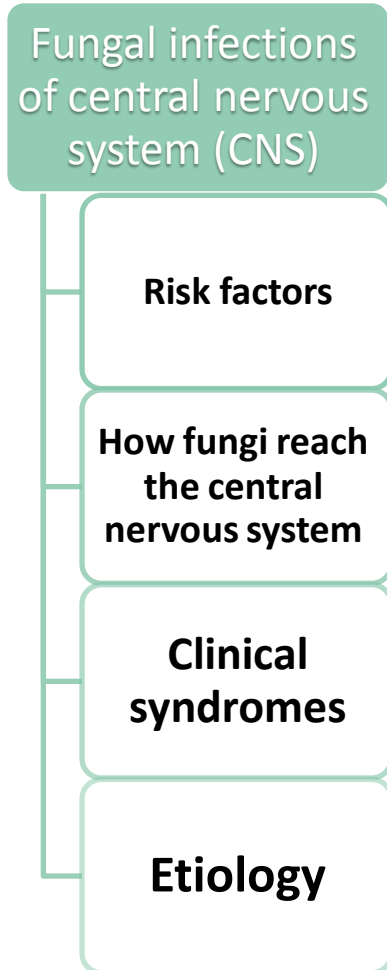 Fungal infections
of central nervous
system (CNS)
Risk factors
How fungi reach
the central
nervous system
Clinical
syndromes
Etiology